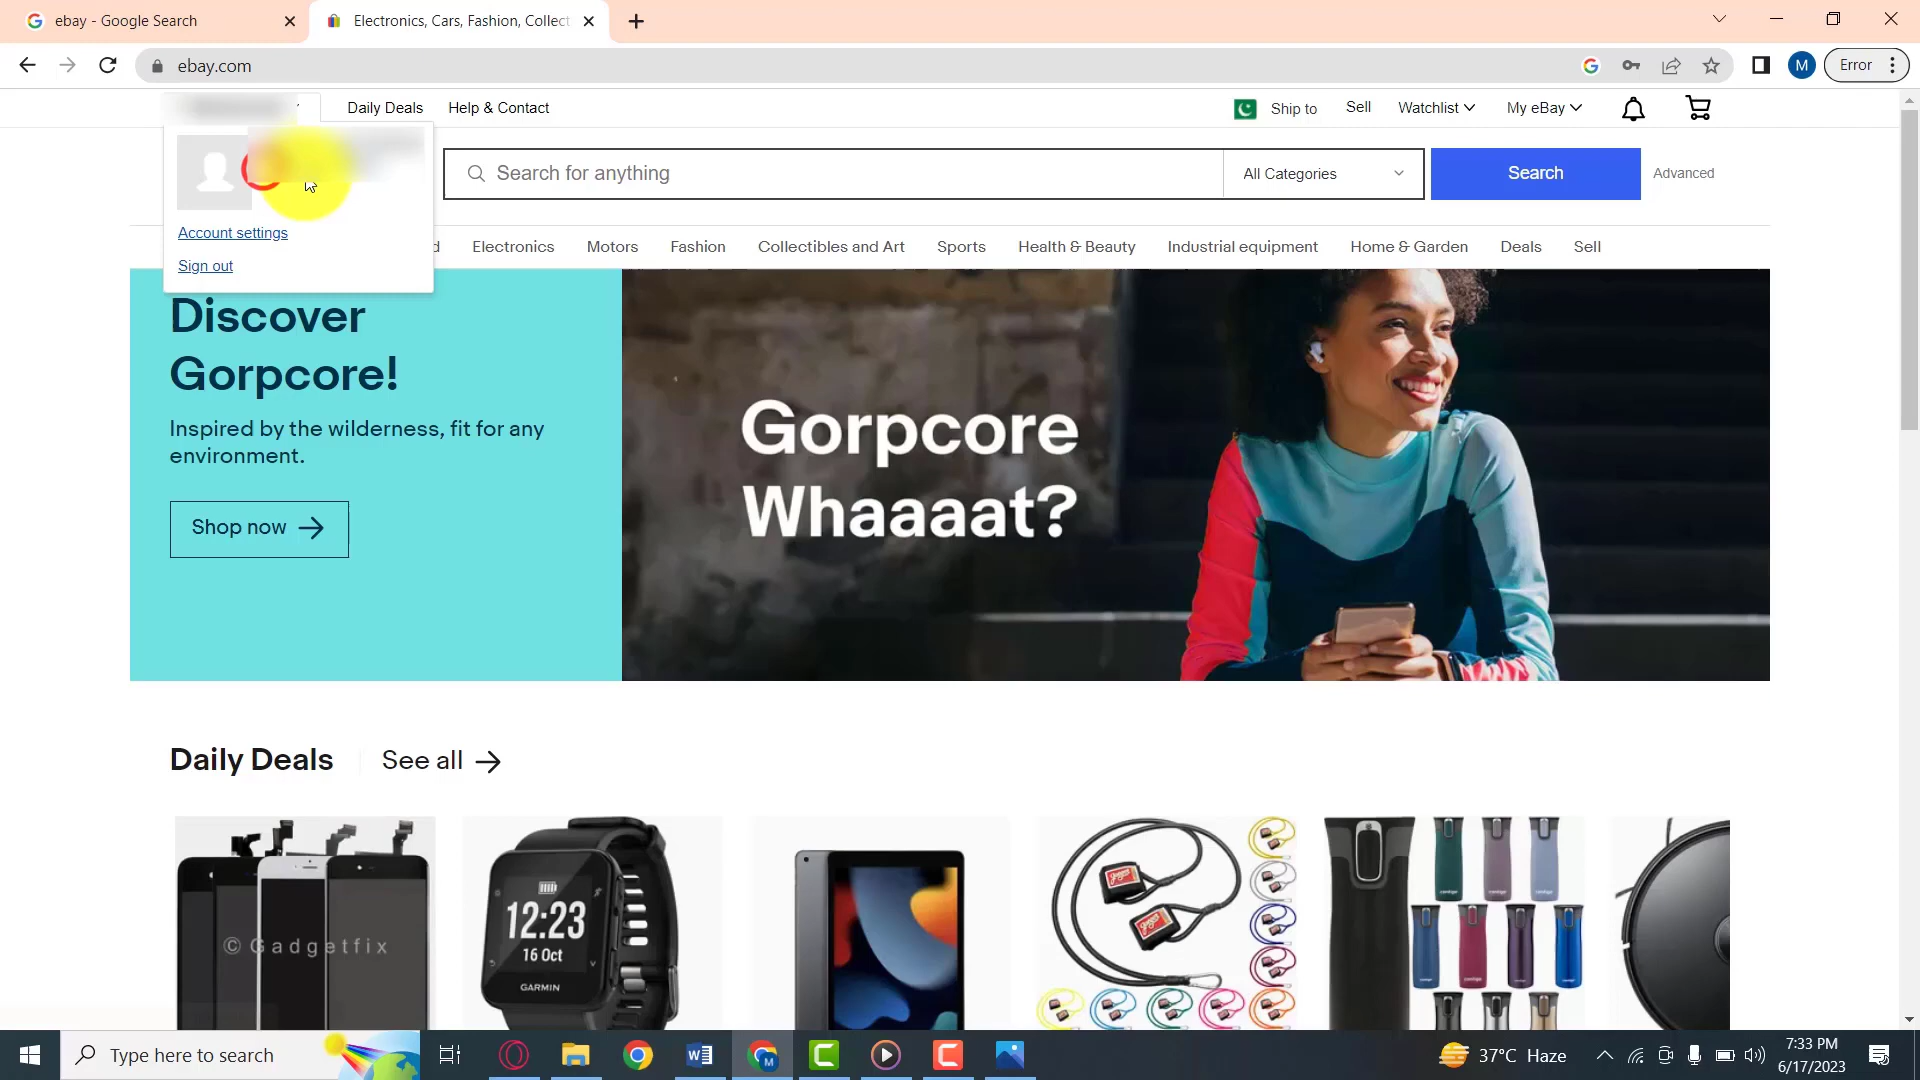 ebay - Google Search
Electronics, Cars, Fashion, Collect
ebay.com
M
Error
Daily Deals
Help & Contact
Ship to
Sell
Watchlist
My eBay
Search for anything
All Categories
Search
Advanced
Account settings
Sign out
d
Electronics
Motors
Fashion
Collectibles and Art
Sports
Health & Beauty
Industrial equipment
Home & Garden
Deals
Sell
Discover
Gorpcore!
Inspired by the wilderness, fit for any
environment.
Shop now
Gorpcore
Whaaaat?
Daily Deals
See all
© Gadgetfix
12:23
16 Oct
GARMIN
Type here to search
37°C Haze
7:33 PM
6/17/2023